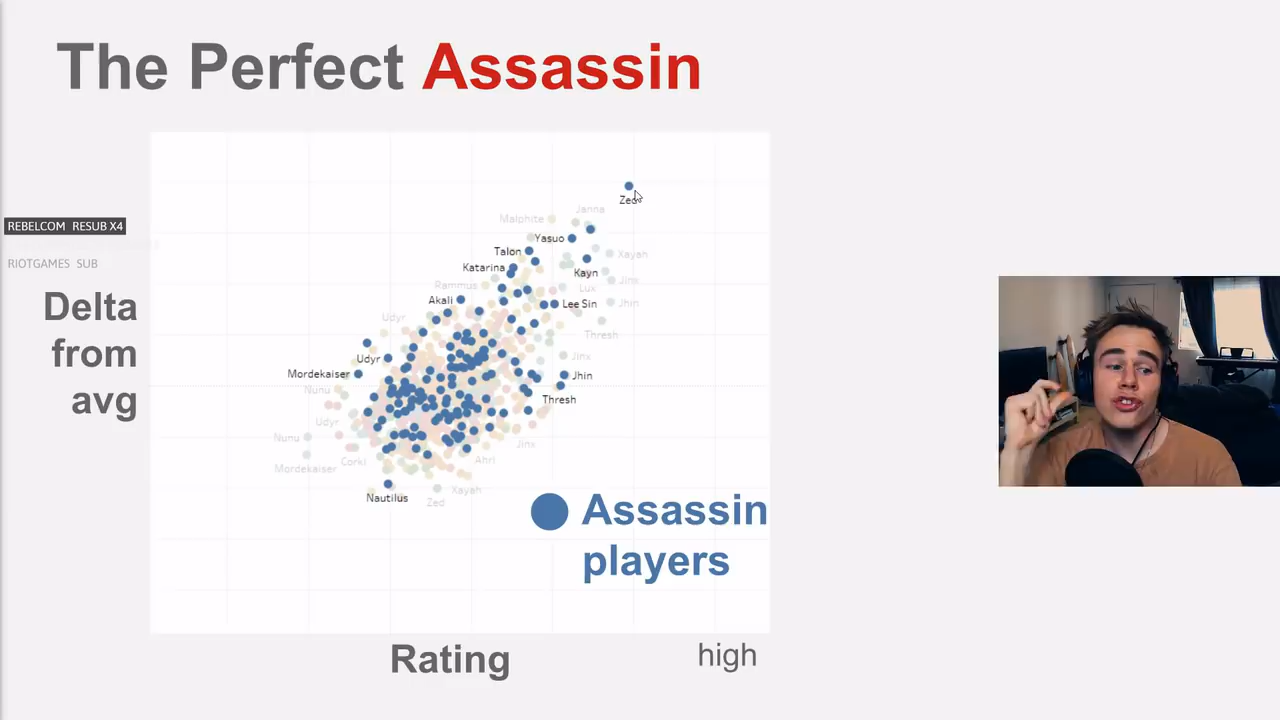 The Perfect Assassin
REBELCOM RESUB X4
RIOTGAMES SUB
Delta
from
avg
Zed
Janna
Malphite
Yasuo
Talon
Xayah
Katarina
Kayn
Rammus
Lux
Jinx
Akali
Lee Sin
Jhin
Udyr
Thresh
Udyr
Jinx
Mordekaiser
Jhin
Nunu
Thresh
Udyr
Nunu
Jinx
Corki
Ahri
Mordekaiser
Nautilus
Xayah
Zed
Assassin
players
Rating
high